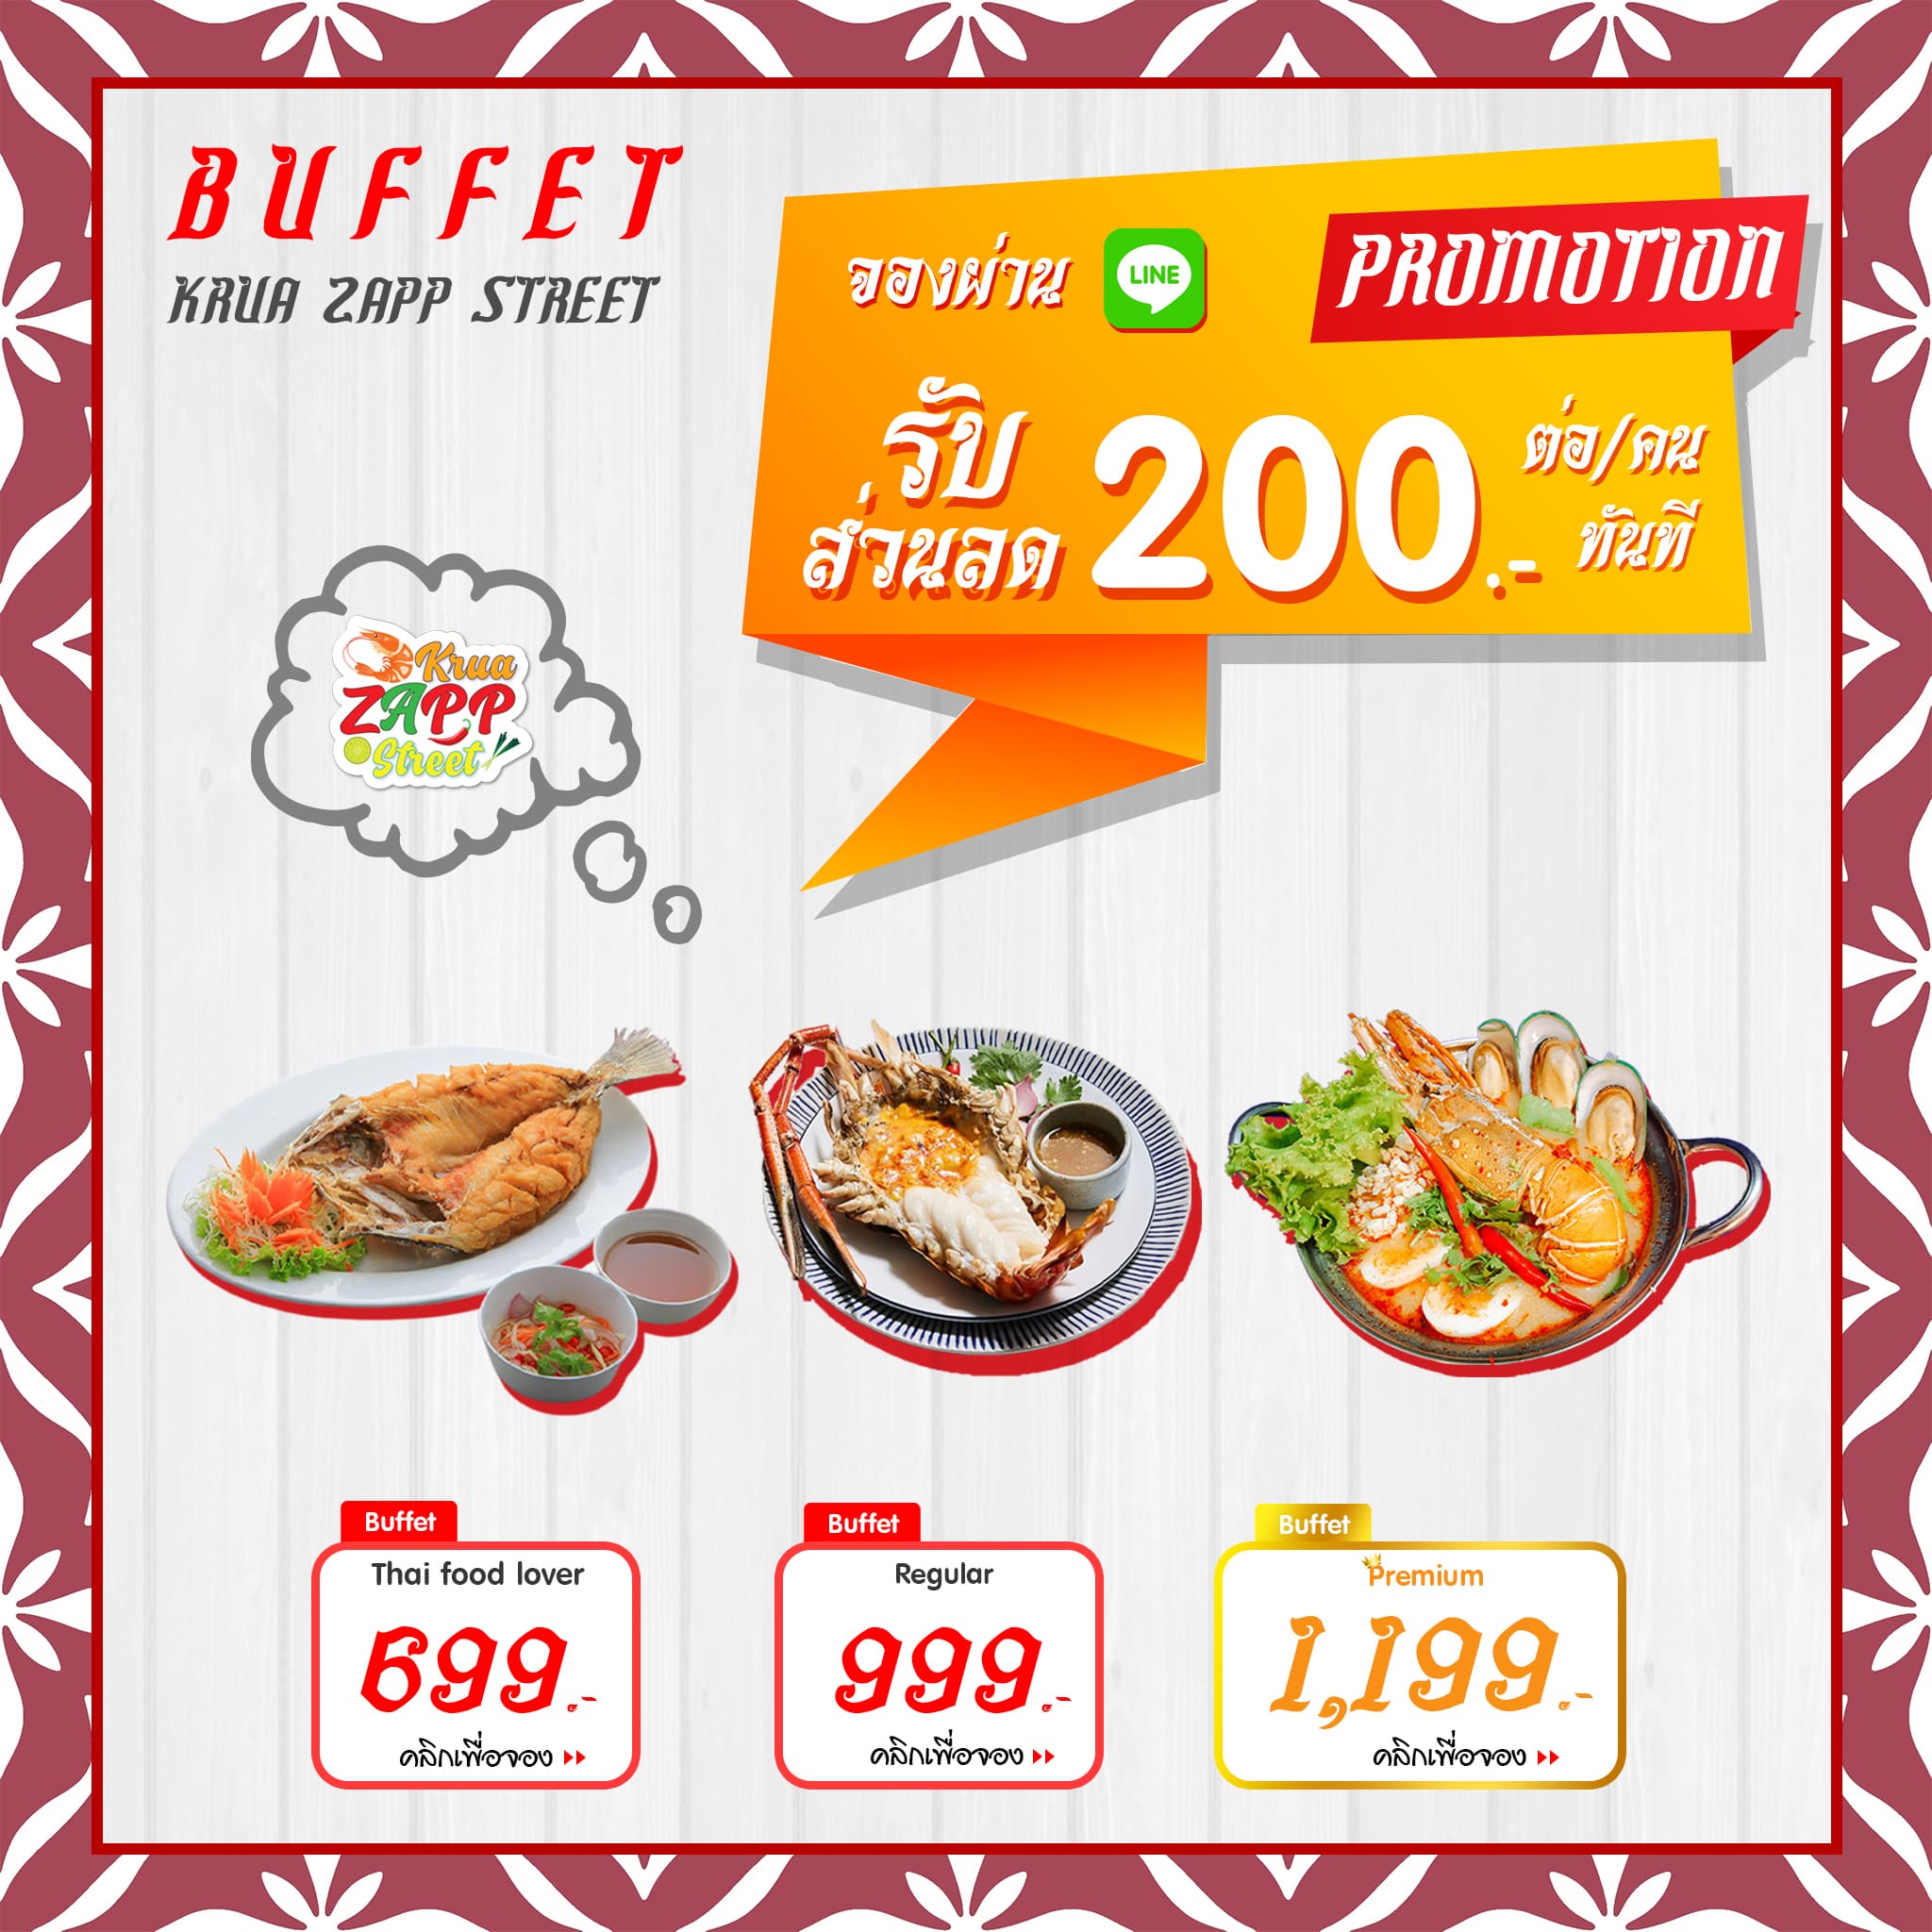 BUFFET
KRUA ZAPP STREET
จองผ่าน LINE
PROMOTION
รับ
ส่วนลด 200.-
ต่อ/คน
ทันที
Krua
ZAPP
Street
Buffet
Thai food lover
699.-
คลิกเพื่อจอง
Buffet
Regular
999.-
คลิกเพื่อจอง
Buffet
Premium
1,199.-
คลิกเพื่อจอง